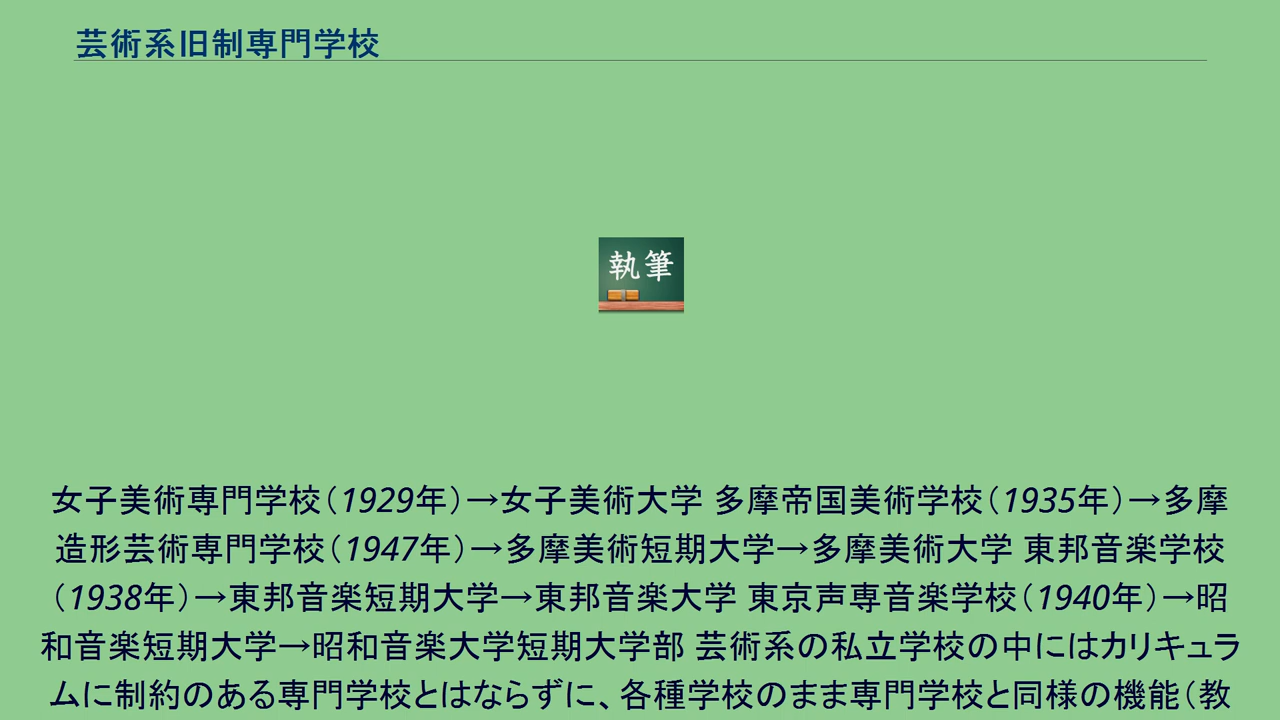 芸術系旧制専門学校
執筆
女子美術専門学校（1929年）→女子美術大学 多摩帝国美術学校（1935年）→多摩
造形芸術専門学校（1947年）→多摩美術短期大学→多摩美術大学 東邦音楽学校
（1938年）→東邦音楽短期大学→東邦音楽大学 東京声専音楽学校（1940年）→昭
和音楽短期大学→昭和音楽大学短期大学部 芸術系の私立学校の中にはカリキュラ
ムに制約のある専門学校とはならずに、各種学校のまま専門学校と同様の機能（教